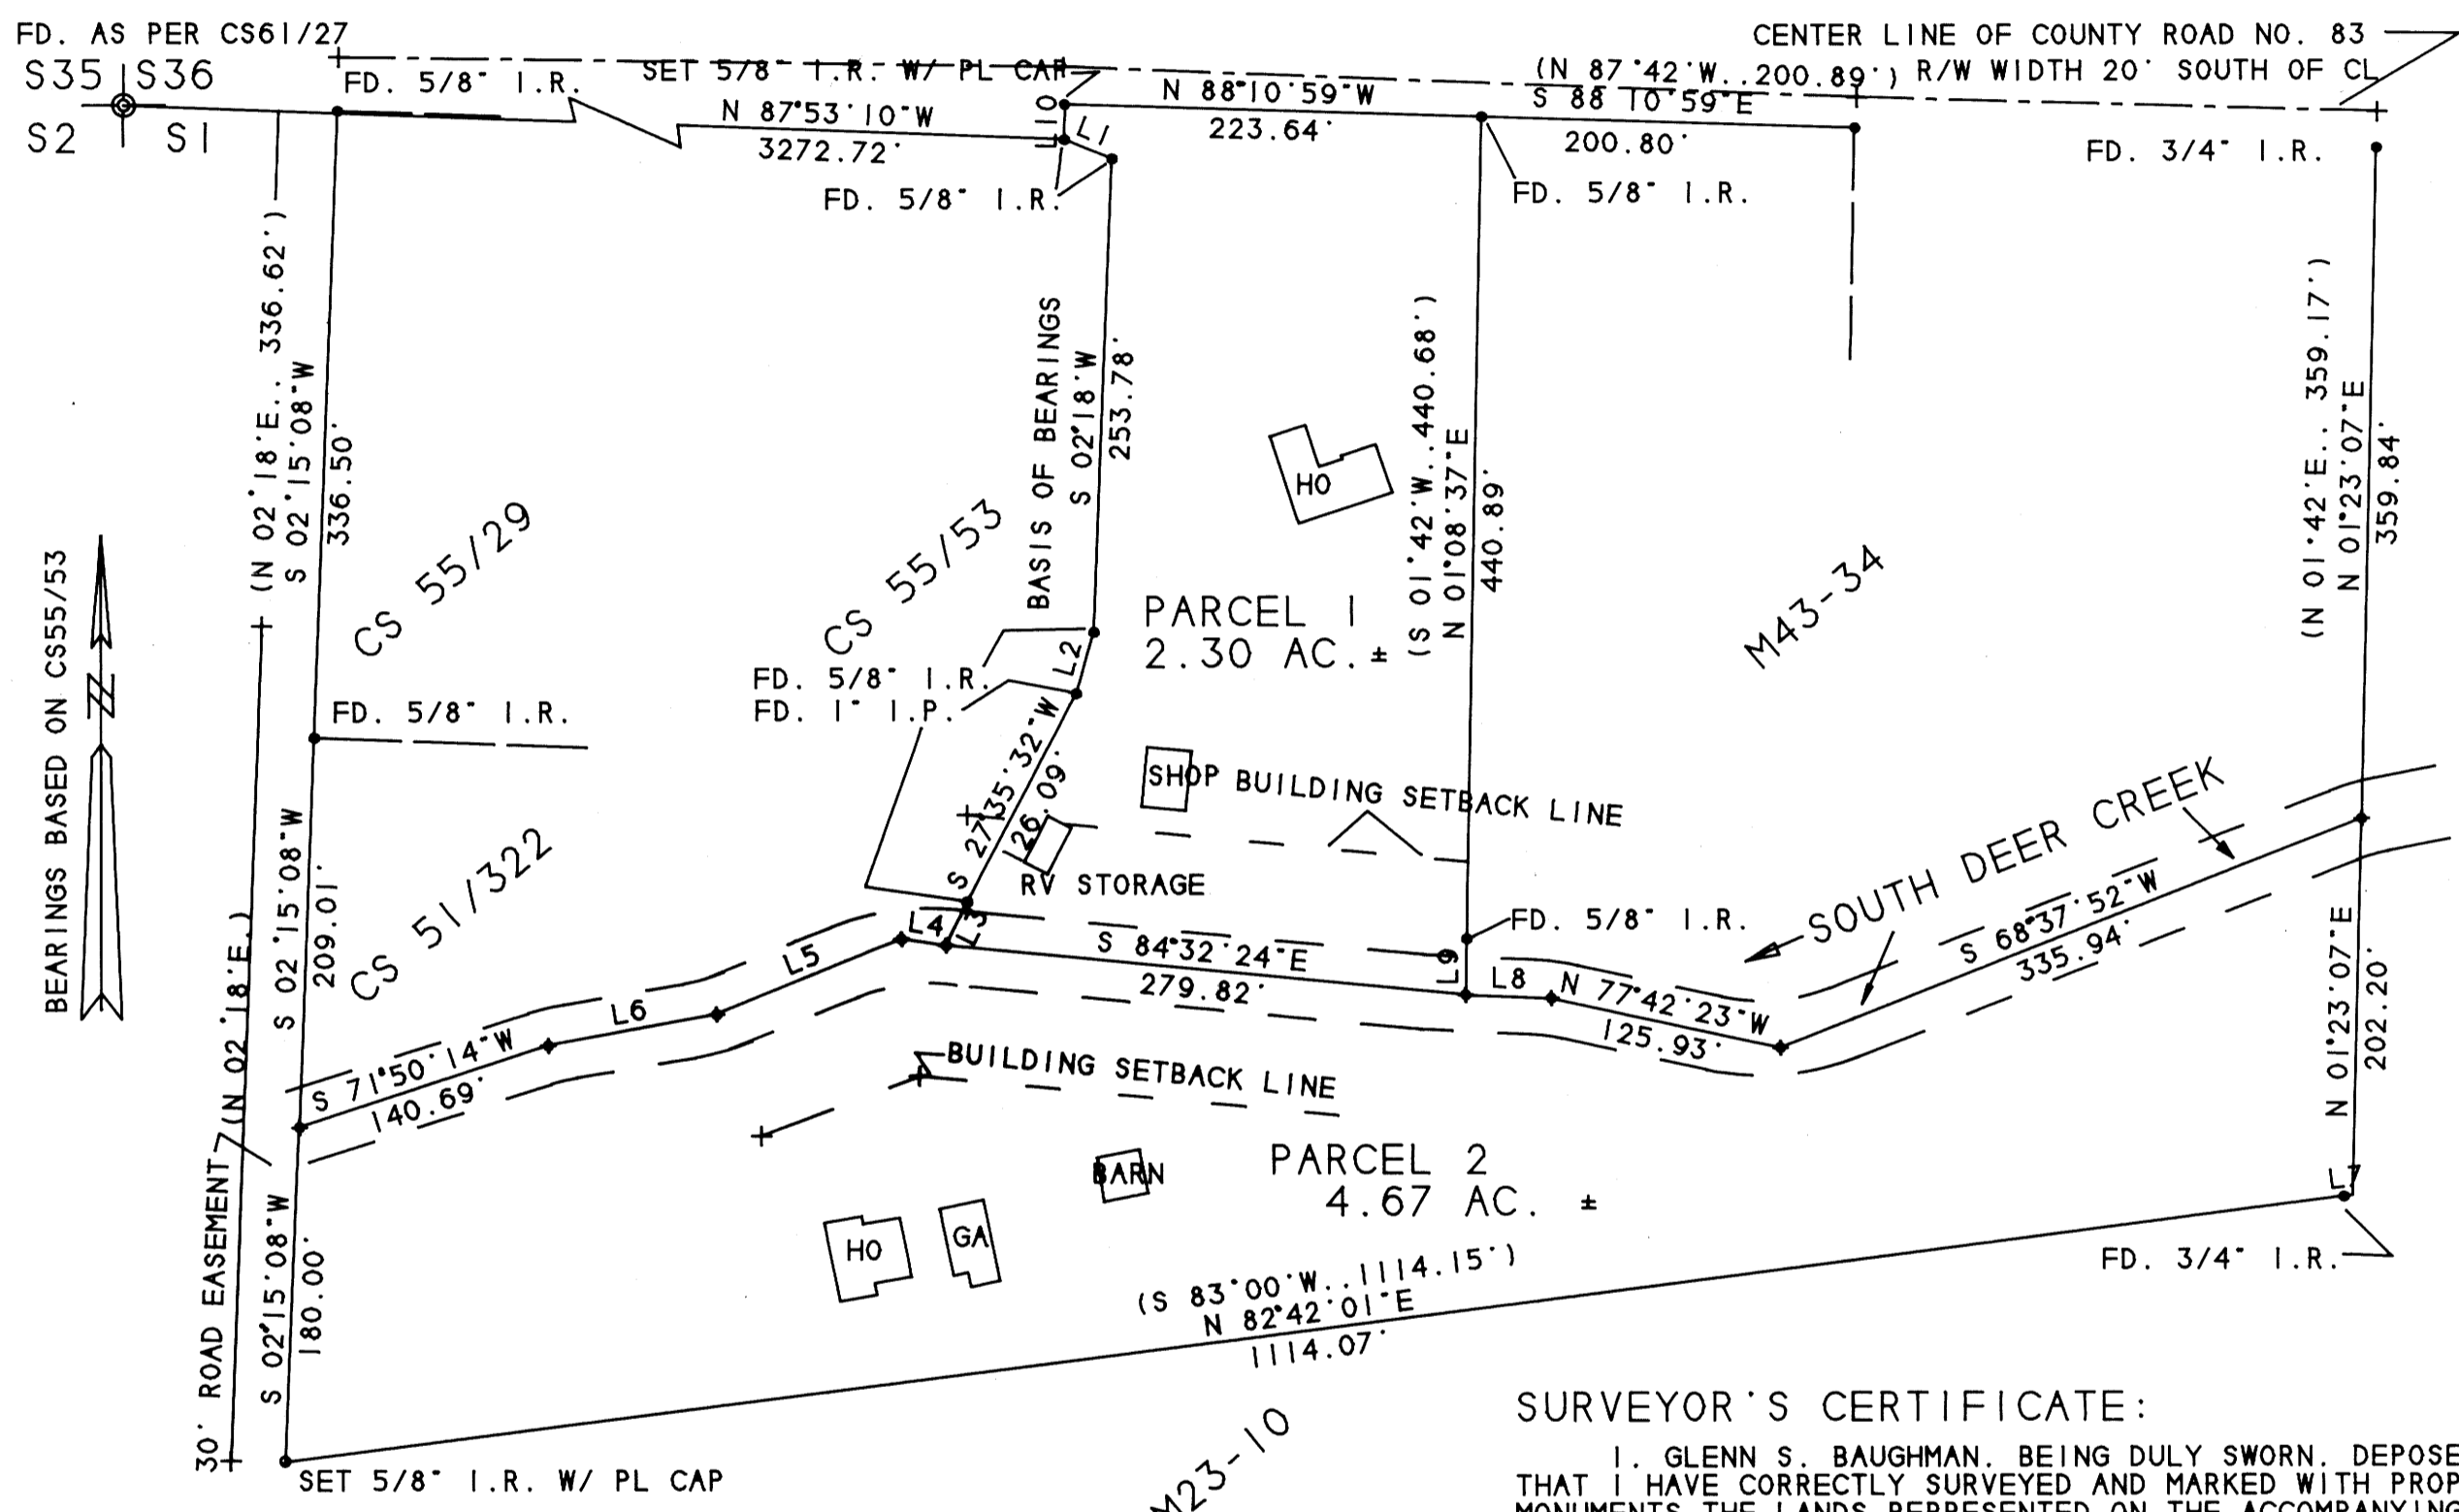 FD. AS PER CS61/27
S35 S36
S2 S1
FD. 5/8" I.R.
SET 5/8" I.R. W/ PL CAP
CENTER LINE OF COUNTY ROAD NO. 83
(N 87°42'W..200.89') R/W WIDTH 20' SOUTH OF CL
N 87°53'10"W
3272.72'
L10
L1
N 88°10'59"W
223.64'
S 88°10'59"E
200.80'
FD. 3/4" I.R.
FD. 5/8" I.R.
FD. 5/8" I.R.
(N 02°18'E.. 336.62')
S 02°15'08"W
336.50'
BASIS OF BEARINGS
S 02°18'W
253.78'
(S 01°42'W..440.68')
N 01°08'37"E
440.89'
(N 01°42'E.. 359.17')
N 01°23'07"E
359.84'
HO
CS 55/29
CS 55/53
M43-34
PARCEL 1
2.30 AC.±
BEARINGS BASED ON CS55/53
N
L2
FD. 5/8" I.R.
FD. 1" I.P.
FD. 5/8" I.R.
S 27°35'32"W
126.09'
SHOP BUILDING SETBACK LINE
RV STORAGE
CS 51/322
S 02°15'08"W
209.01'
(N 02°18'E.)
L3
L4
L5
L6
S 84°32'24"E
279.82'
FD. 5/8" I.R.
L9
L8
N 77°42'23"W
125.93'
SOUTH DEER CREEK
S 68°37'52"W
335.94'
N 01°23'07"E
202.20'
S 71°50'14"W
140.69'
BUILDING SETBACK LINE
BARN
PARCEL 2
4.67 AC. ±
L7
HO
GA
FD. 3/4" I.R.
30' ROAD EASEMENT
S 02°15'08"W
180.00'
(S 83°00'W..1114.15')
N 82°42'01"E
1114.07'
SET 5/8" I.R. W/ PL CAP
M23-10
SURVEYOR'S CERTIFICATE:
I. GLENN S. BAUGHMAN. BEING DULY SWORN. DEPOSE
THAT I HAVE CORRECTLY SURVEYED AND MARKED WITH PROP
MONUMENTS THE LANDS REPRESENTED ON THE ACCOMPANYING